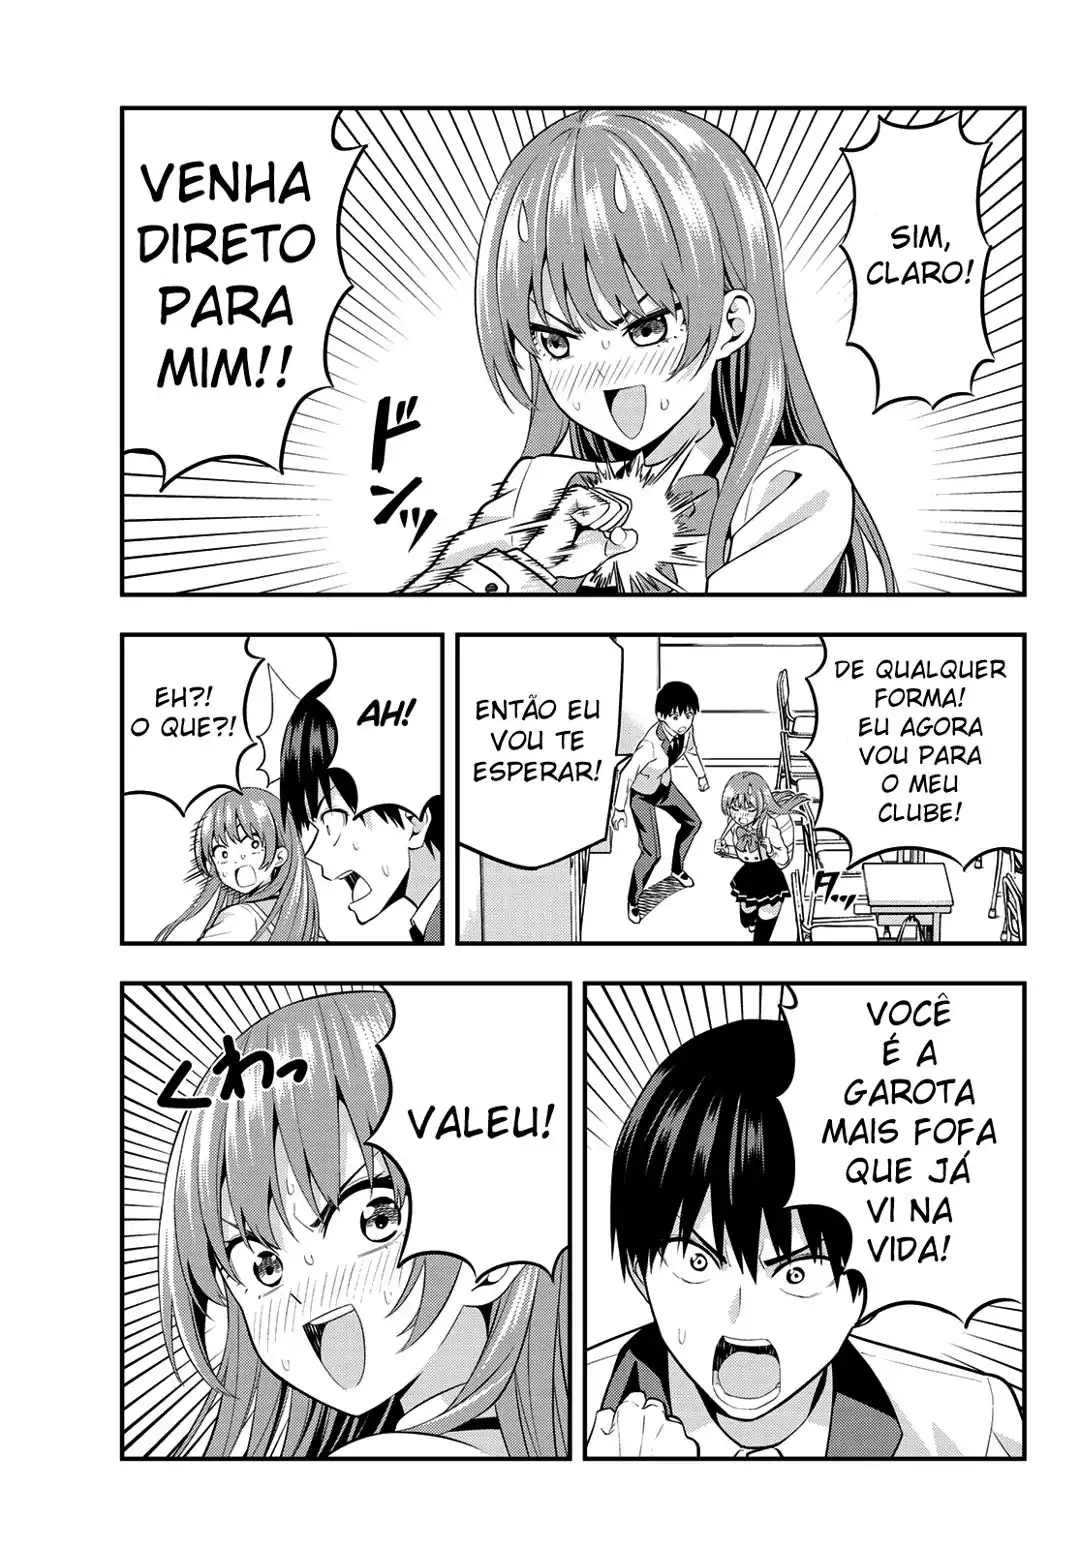 SIM,
CLARO!
VENHA
DIRETO
PARA
MIM!!
ドンッ
DE QUALQUER
FORMA!
EU AGORA
VOU PARA
O MEU
CLUBE!
タッ
ENTÃO EU
VOU TE
ESPERAR!
AH!
EH?!
O QUE?!
VOCÊ
É A
GAROTA
MAIS FOFA
QUE JÁ
VI NA
VIDA!
VALEU!
くわっ